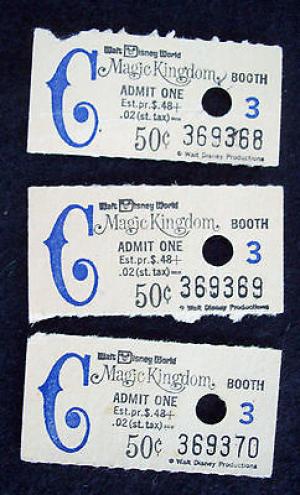 C
Walt Disney World
Magic Kingdom BOOTH
ADMIT ONE
Est.pr.$.48+ 3
.02(st.tax)=
50¢ 369368
© Walt Disney Productions
C
Walt Disney World
Magic Kingdom BOOTH
ADMIT ONE
Est.pr.$.48+ 3
.02(st.tax)=
50¢ 369369
© Walt Disney Productions
C
Walt Disney World
Magic Kingdom BOOTH
ADMIT ONE
Est.pr.$.48+ 3
.02(st.tax)=
50¢ 369370
© Walt Disney Productions